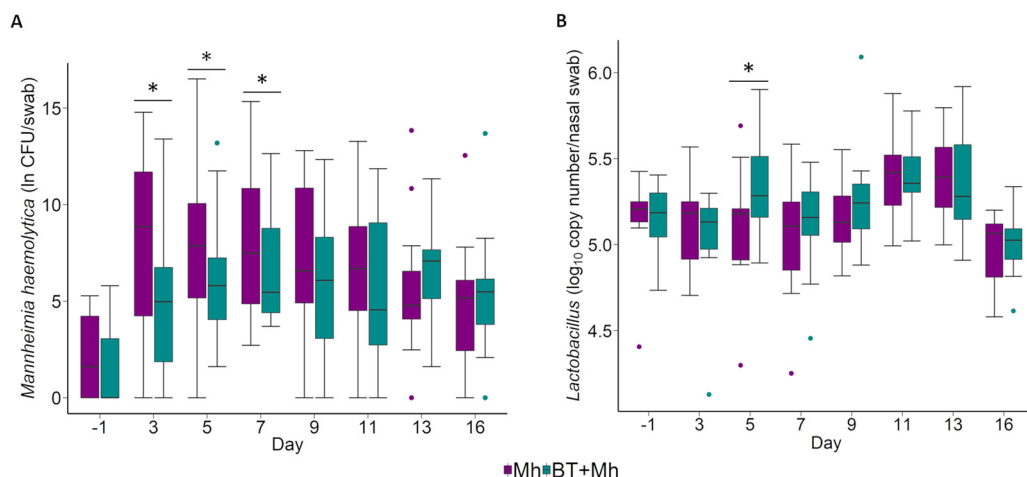 A
Mannheimia haemolytica (ln CFU/swab)
15
10
5
0
* * *
-1 3 5 7 9 11 13 16
Day
B
Lactobacillus (log10 copy number/nasal swab)
6.0
5.5
5.0
4.5
*
-1 3 5 7 9 11 13 16
Day
Mh BT+Mh